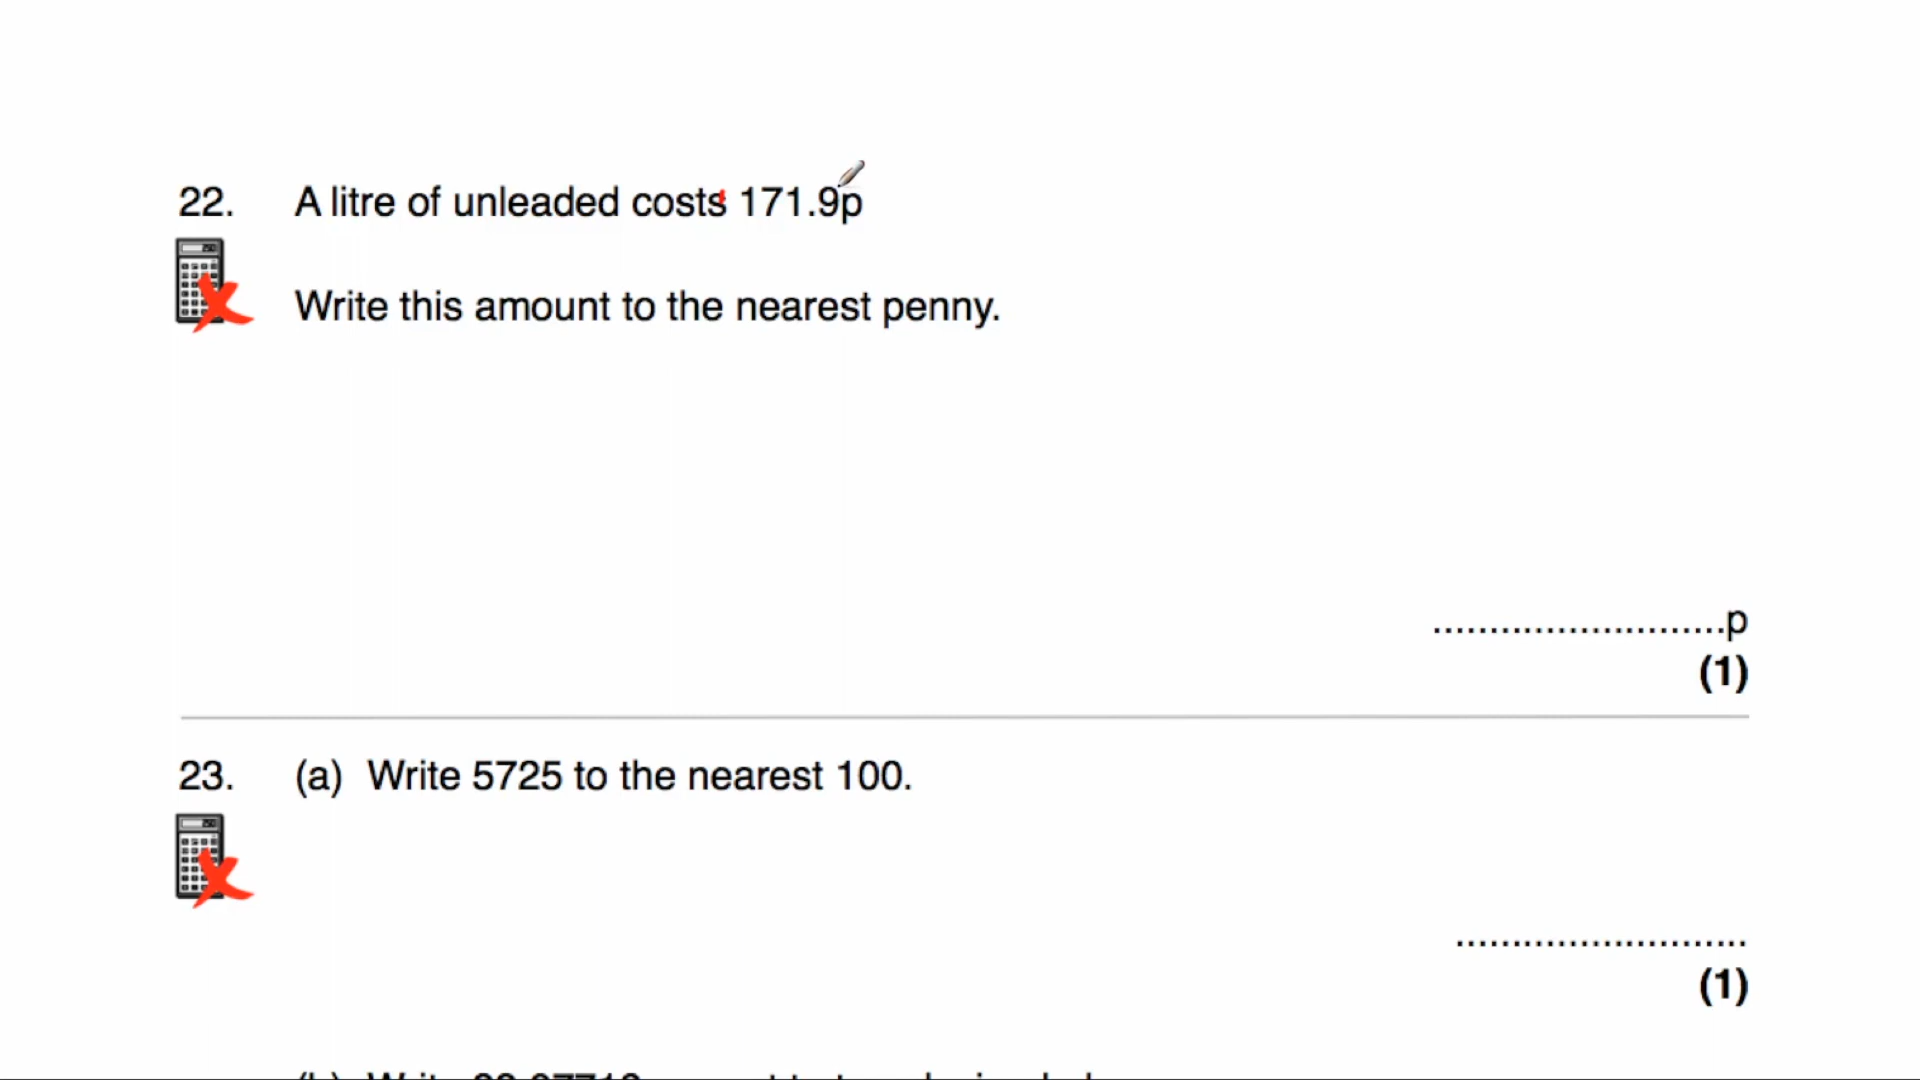 22. A litre of unleaded costs 171.9p
Write this amount to the nearest penny.
..........................p
(1)
23. (a) Write 5725 to the nearest 100.
..........................
(1)